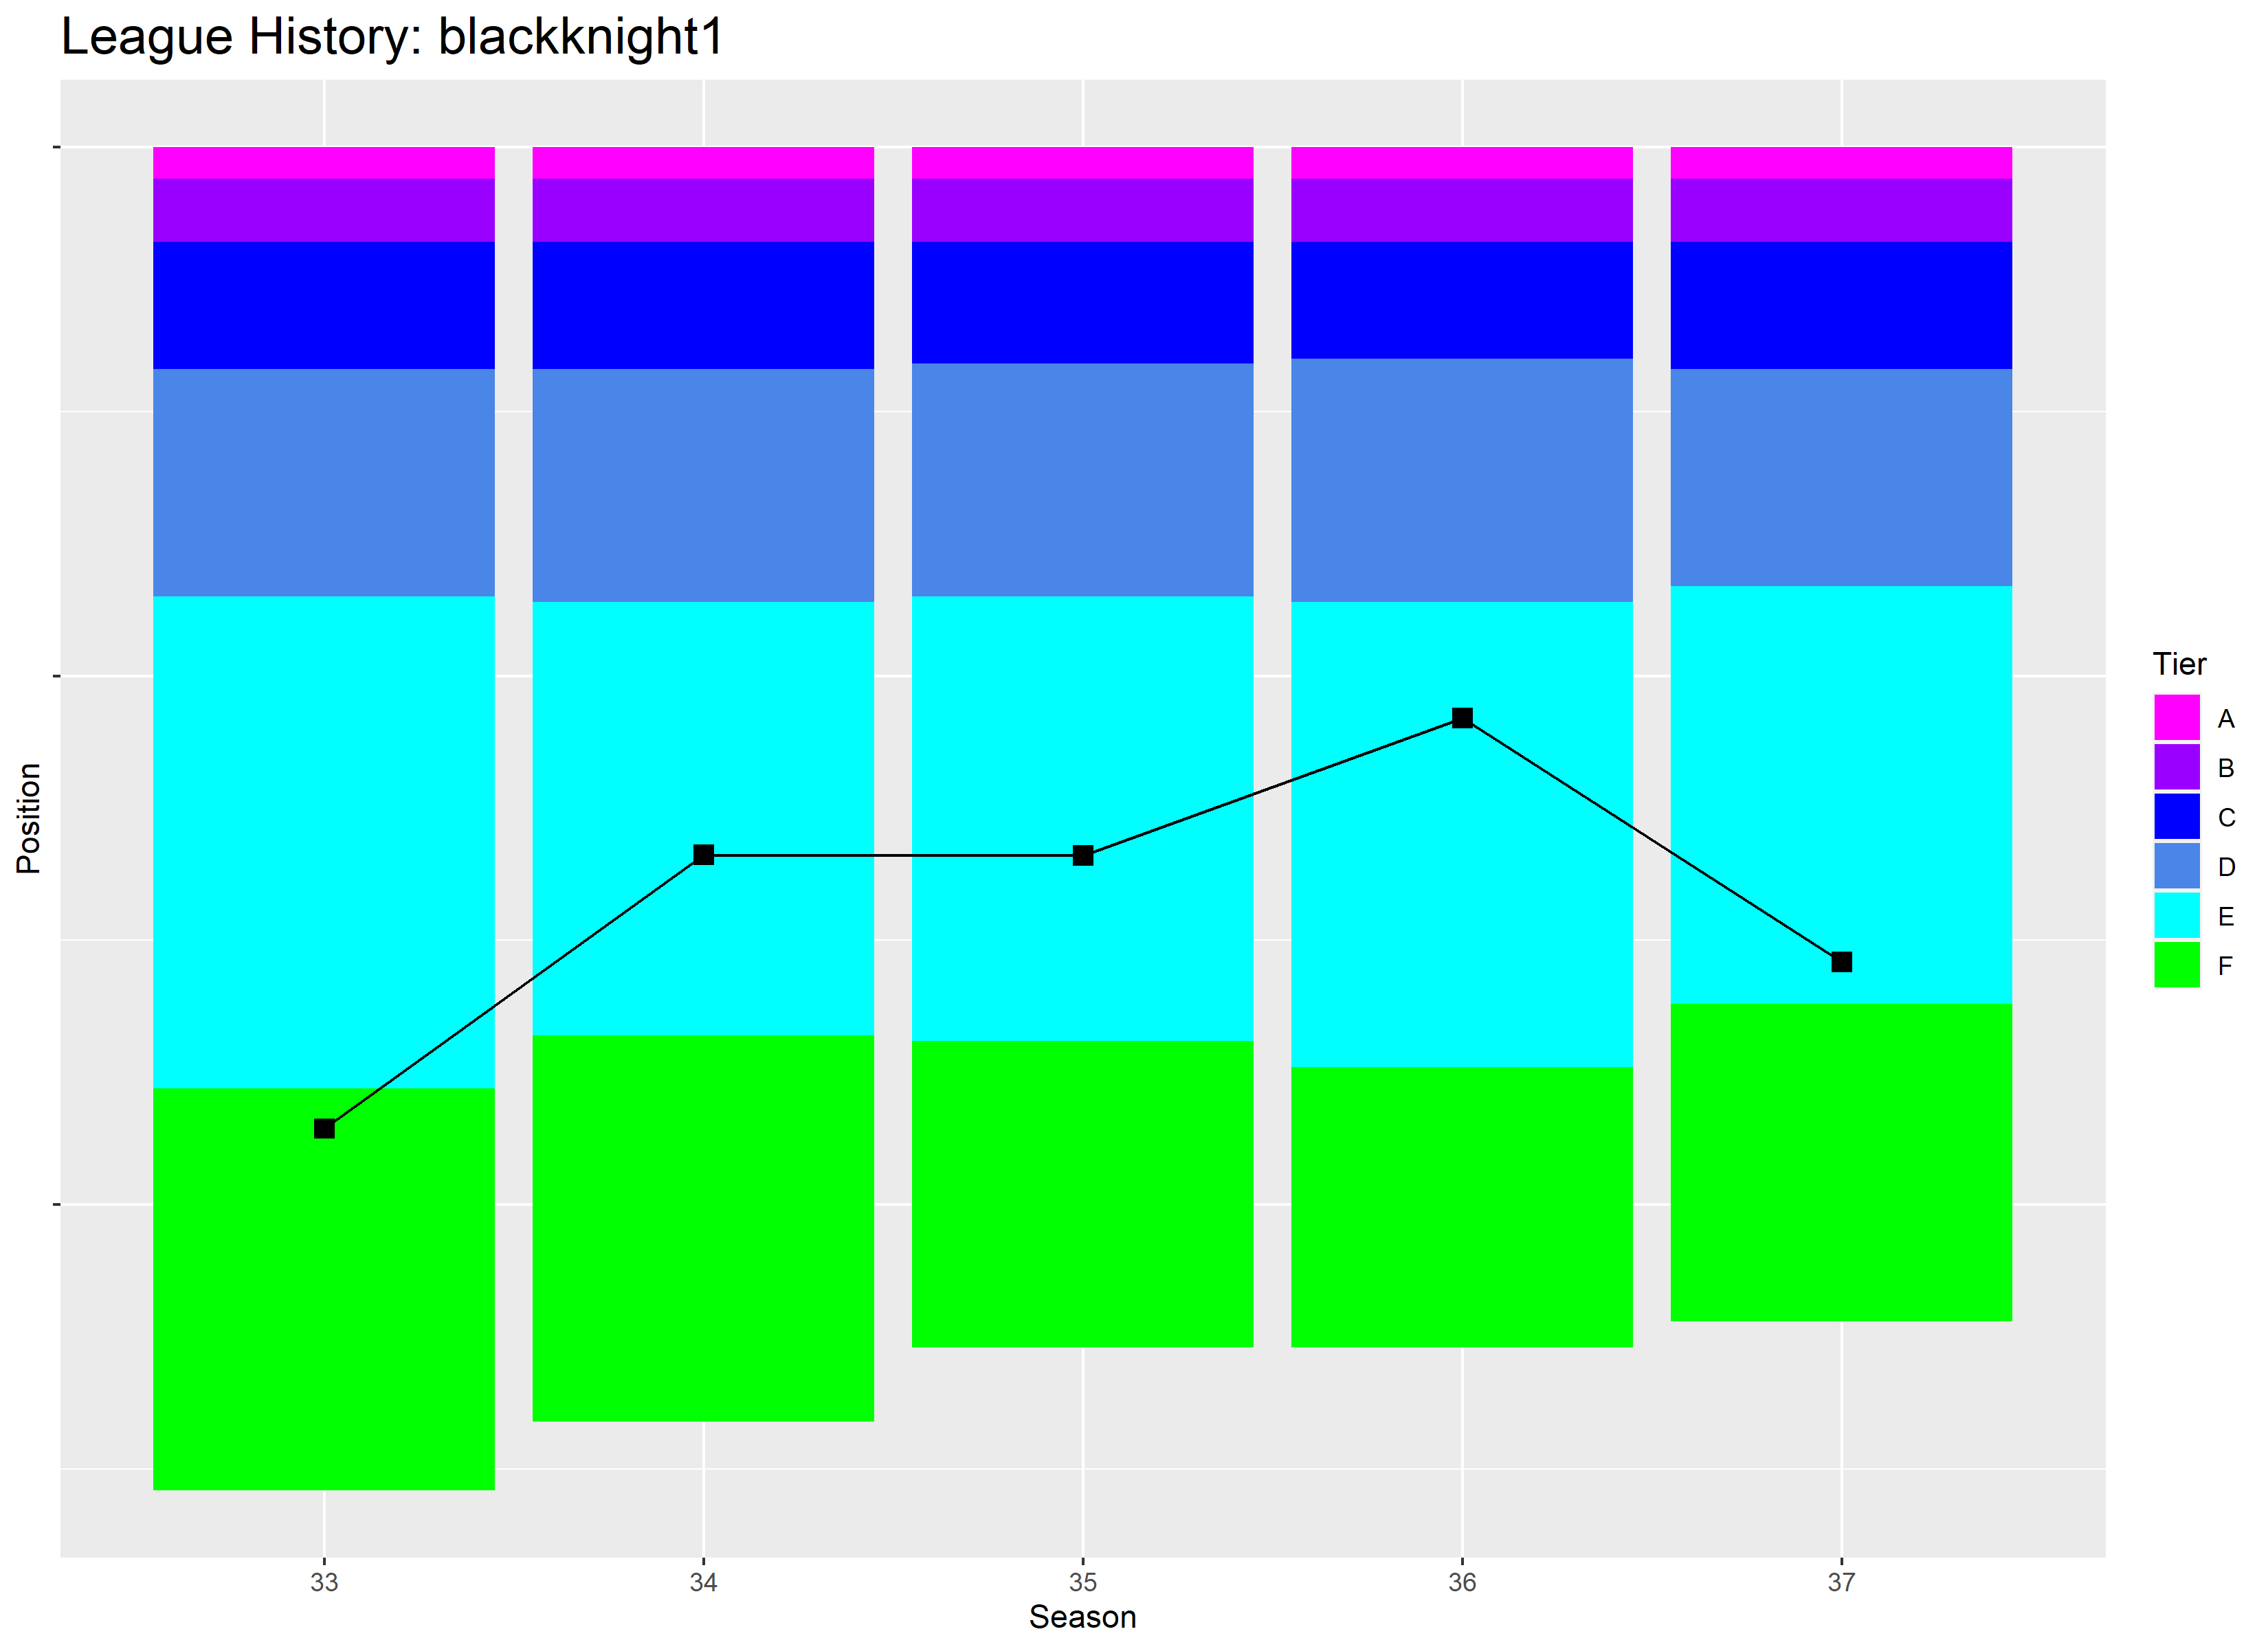 League History: blackknight1
Position
33 34 35 36 37
Season
Tier
A
B
C
D
E
F